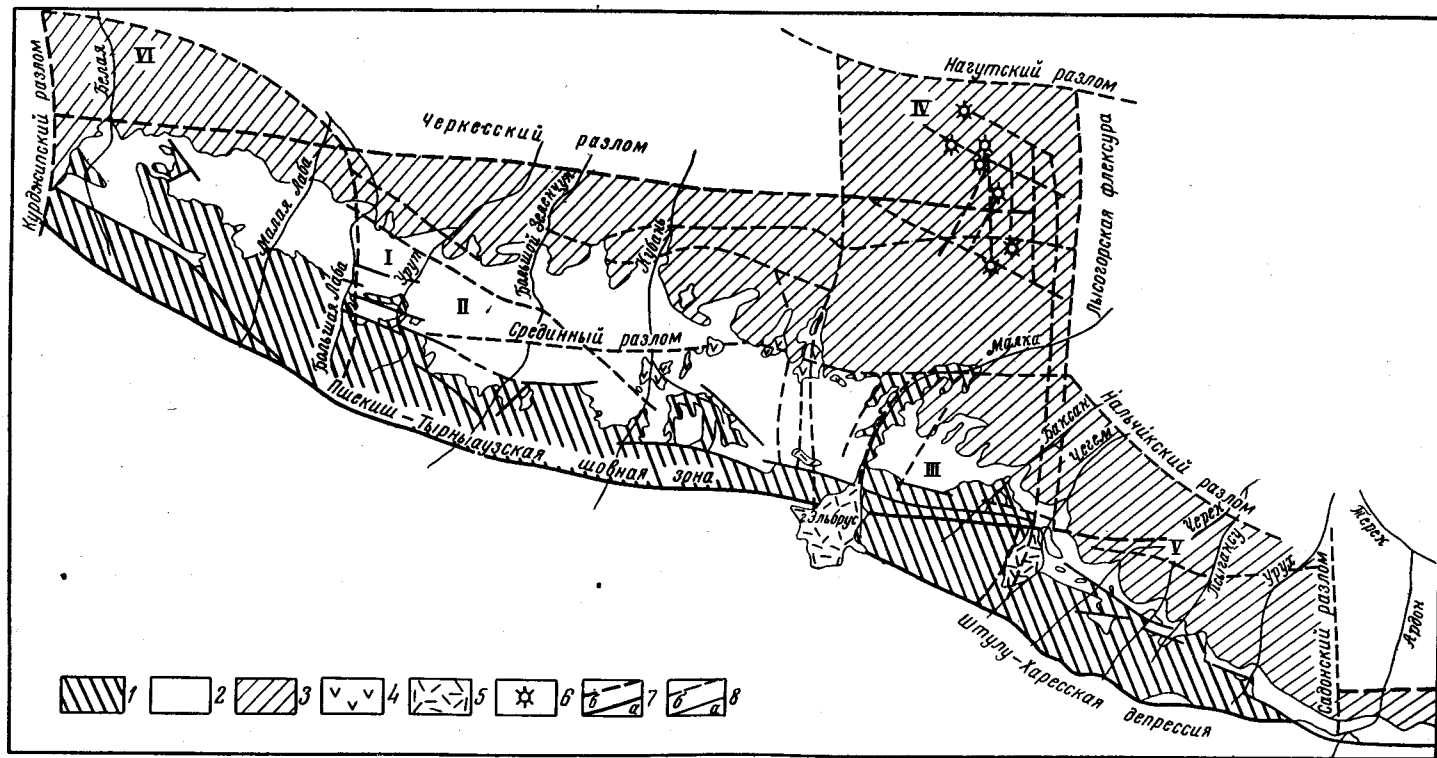 VI
Белая
Курджипский разлом
Черкесский разлом
Нагутский разлом
IV
Лысогорская флексура
Малая Лаба
Большой Зеленчук
Кубань
I
Уруп
II
Большая Лаба
Срединный разлом
Малка
Пшекиш-Тырныаузская шовная зона
III
г. Эльбрус
Баксан
Чегем
Нальчикский разлом
Черек
V
Псыгансу
Урух
Терек
Садонский разлом
Ардон
Штулу-Харесская депрессия
1 2 3 4 5 6 б а 7 б а 8